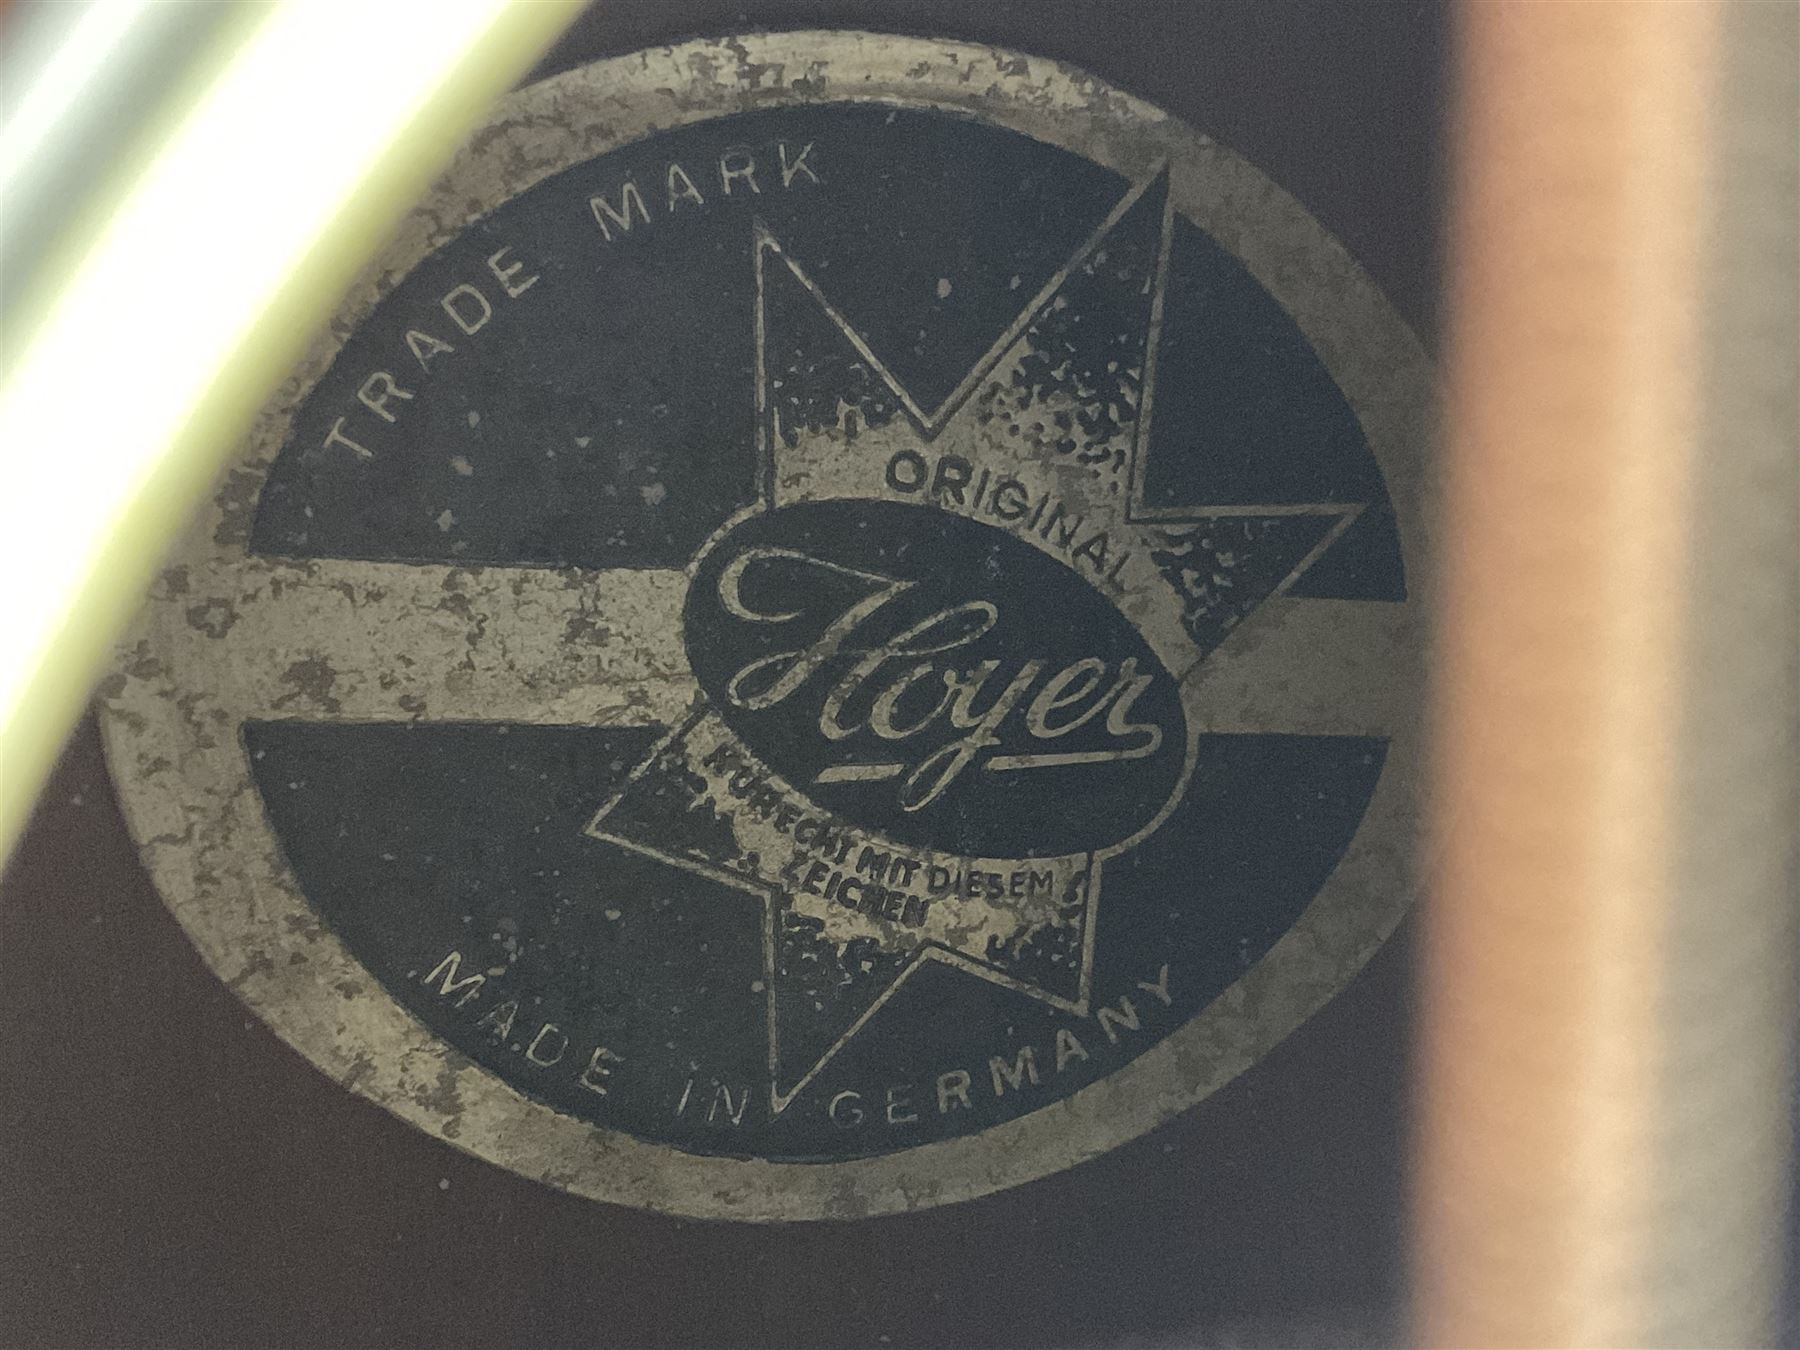 TRADE MARK
ORIGINAL
Hoyer
NUR ECHT MIT DIESEM
ZEICHEN
MADE IN GERMANY